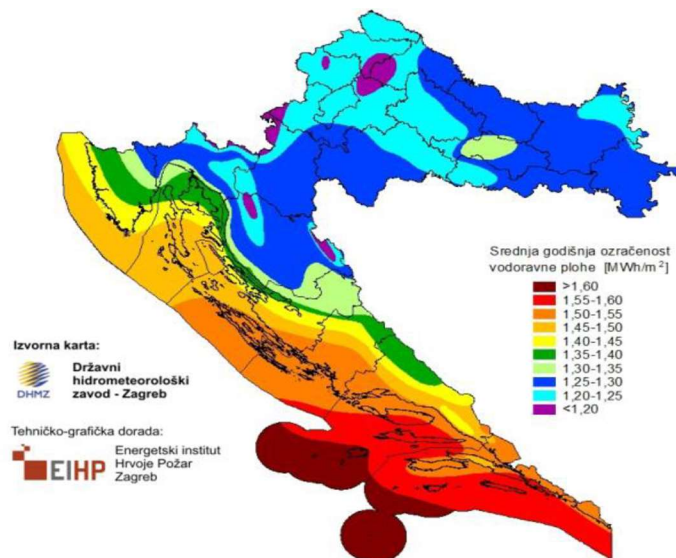 Srednja godišnja ozračenost
vodoravne plohe [MWh/m²]
>1,60
1,55-1,60
1,50-1,55
1,45-1,50
1,40-1,45
1,35-1,40
1,30-1,35
1,25-1,30
1,20-1,25
<1,20
Izvorna karta:
DHMZ
Državni
hidrometeorološki
zavod - Zagreb
Tehničko-grafička dorada:
EIHP
Energetski institut
Hrvoje Požar
Zagreb